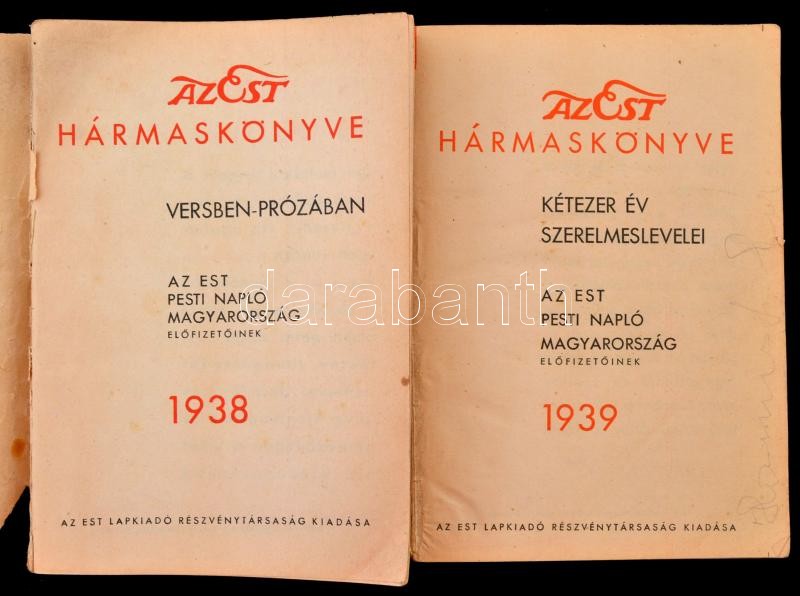 AZ EST
HÁRMASKÖNYVE
VERSBEN-PRÓZÁBAN
AZ EST
PESTI NAPLÓ
MAGYARORSZÁG
ELŐFIZETŐINEK
1938
AZ EST LAPKIADÓ RÉSZVÉNYTÁRSASÁG KIADÁSA
AZ EST
HÁRMASKÖNYVE
KÉTEZER ÉV
SZERELMESLEVELEI
AZ EST
PESTI NAPLÓ
MAGYARORSZÁG
ELŐFIZETŐINEK
1939
AZ EST LAPKIADÓ RÉSZVÉNYTÁRSASÁG KIADÁSA
darabanth